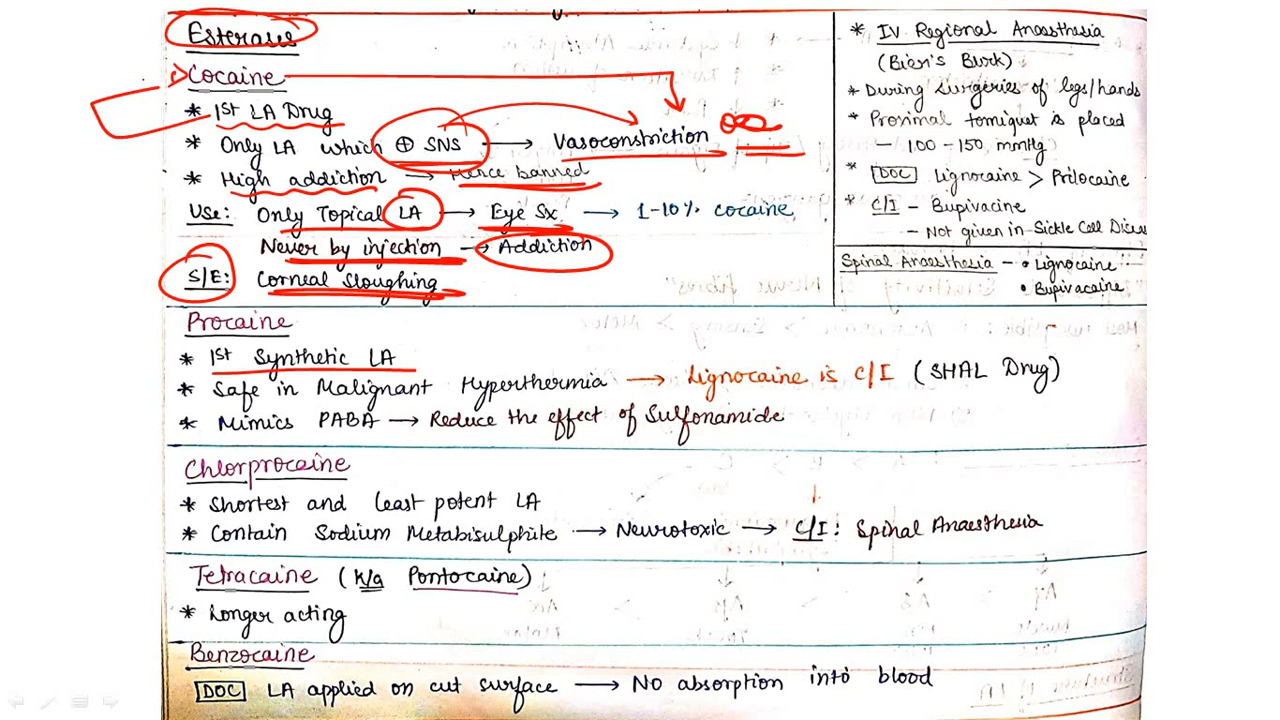 Esterases
Cocaine
* 1st LA Drug
* Only LA which ⊕ SNS → Vasoconstriction
* High addiction → Hence banned
Use: Only Topical LA → Eye Sx → 1-10% cocaine
Never by injection → Addiction
S/E: Corneal Sloughing
* IV Regional Anaesthesia
(Bier's Block)
* During surgeries of legs/hands
* Proximal torniquet is placed
— 100-150 mmHg
* DOC Lignocaine > Prilocaine
* C/I - Bupivacine
- Not given in Sickle Cell Diseas
Spinal Anaesthesia - • Lignocaine
• Bupivacaine
Procaine
* 1st Synthetic LA
* Safe in Malignant Hyperthermia → Lignocaine is C/I (SHAL Drug)
* Mimics PABA → Reduce the effect of Sulfonamide
Chlorprocaine
* Shortest and least potent LA
* Contain Sodium Metabisulphite → Neurotoxic → C/I: Spinal Anaesthesia
Tetracaine (K/a Pontocaine)
* Longer acting
Benzocaine
DOC LA applied on cut surface → No absorption into blood